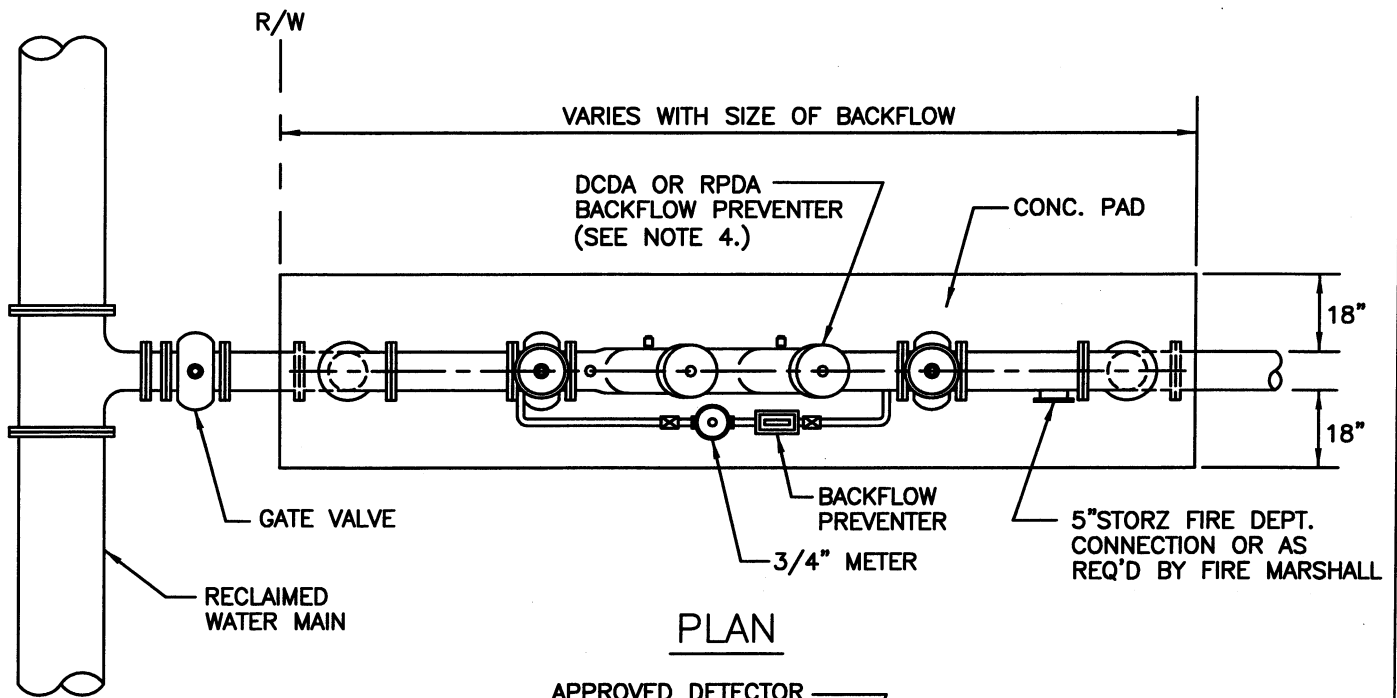 R/W
VARIES WITH SIZE OF BACKFLOW
DCDA OR RPDA
BACKFLOW PREVENTER
(SEE NOTE 4.)
CONC. PAD
18"
18"
GATE VALVE
BACKFLOW
PREVENTER
5"STORZ FIRE DEPT.
CONNECTION OR AS
REQ'D BY FIRE MARSHALL
3/4" METER
RECLAIMED
WATER MAIN
PLAN
APPROVED DETECTOR